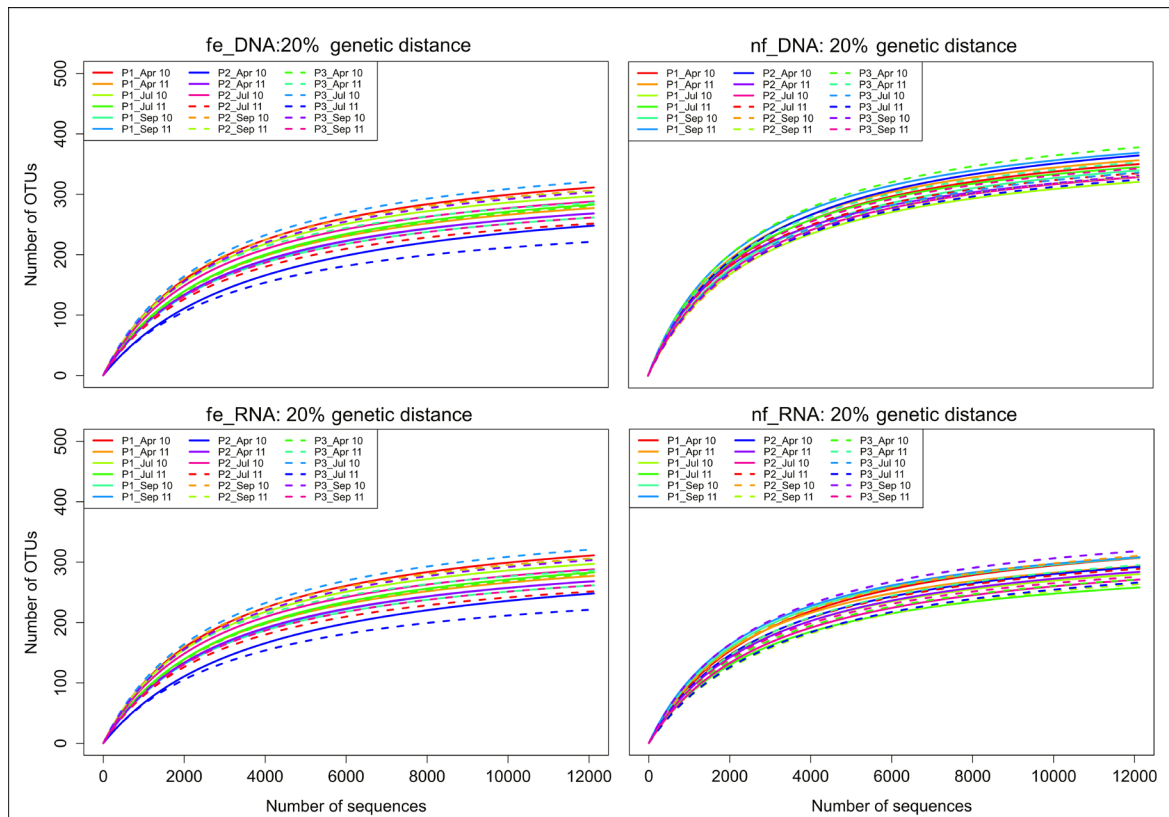 fe_DNA:20% genetic distance
Number of OTUs
500
400
300
200
100
0
P1_Apr 10 P2_Apr 10 P3_Apr 10
P1_Apr 11 P2_Apr 11 P3_Apr 11
P1_Jul 10 P2_Jul 10 P3_Jul 10
P1_Jul 11 P2_Jul 11 P3_Jul 11
P1_Sep 10 P2_Sep 10 P3_Sep 10
P1_Sep 11 P2_Sep 11 P3_Sep 11
nf_DNA: 20% genetic distance
P1_Apr 10 P2_Apr 10 P3_Apr 10
P1_Apr 11 P2_Apr 11 P3_Apr 11
P1_Jul 10 P2_Jul 10 P3_Jul 10
P1_Jul 11 P2_Jul 11 P3_Jul 11
P1_Sep 10 P2_Sep 10 P3_Sep 10
P1_Sep 11 P2_Sep 11 P3_Sep 11
fe_RNA: 20% genetic distance
Number of OTUs
500
400
300
200
100
0
P1_Apr 10 P2_Apr 10 P3_Apr 10
P1_Apr 11 P2_Apr 11 P3_Apr 11
P1_Jul 10 P2_Jul 10 P3_Jul 10
P1_Jul 11 P2_Jul 11 P3_Jul 11
P1_Sep 10 P2_Sep 10 P3_Sep 10
P1_Sep 11 P2_Sep 11 P3_Sep 11
0 2000 4000 6000 8000 10000 12000
Number of sequences
nf_RNA: 20% genetic distance
P1_Apr 10 P2_Apr 10 P3_Apr 10
P1_Apr 11 P2_Apr 11 P3_Apr 11
P1_Jul 10 P2_Jul 10 P3_Jul 10
P1_Jul 11 P2_Jul 11 P3_Jul 11
P1_Sep 10 P2_Sep 10 P3_Sep 10
P1_Sep 11 P2_Sep 11 P3_Sep 11
0 2000 4000 6000 8000 10000 12000
Number of sequences